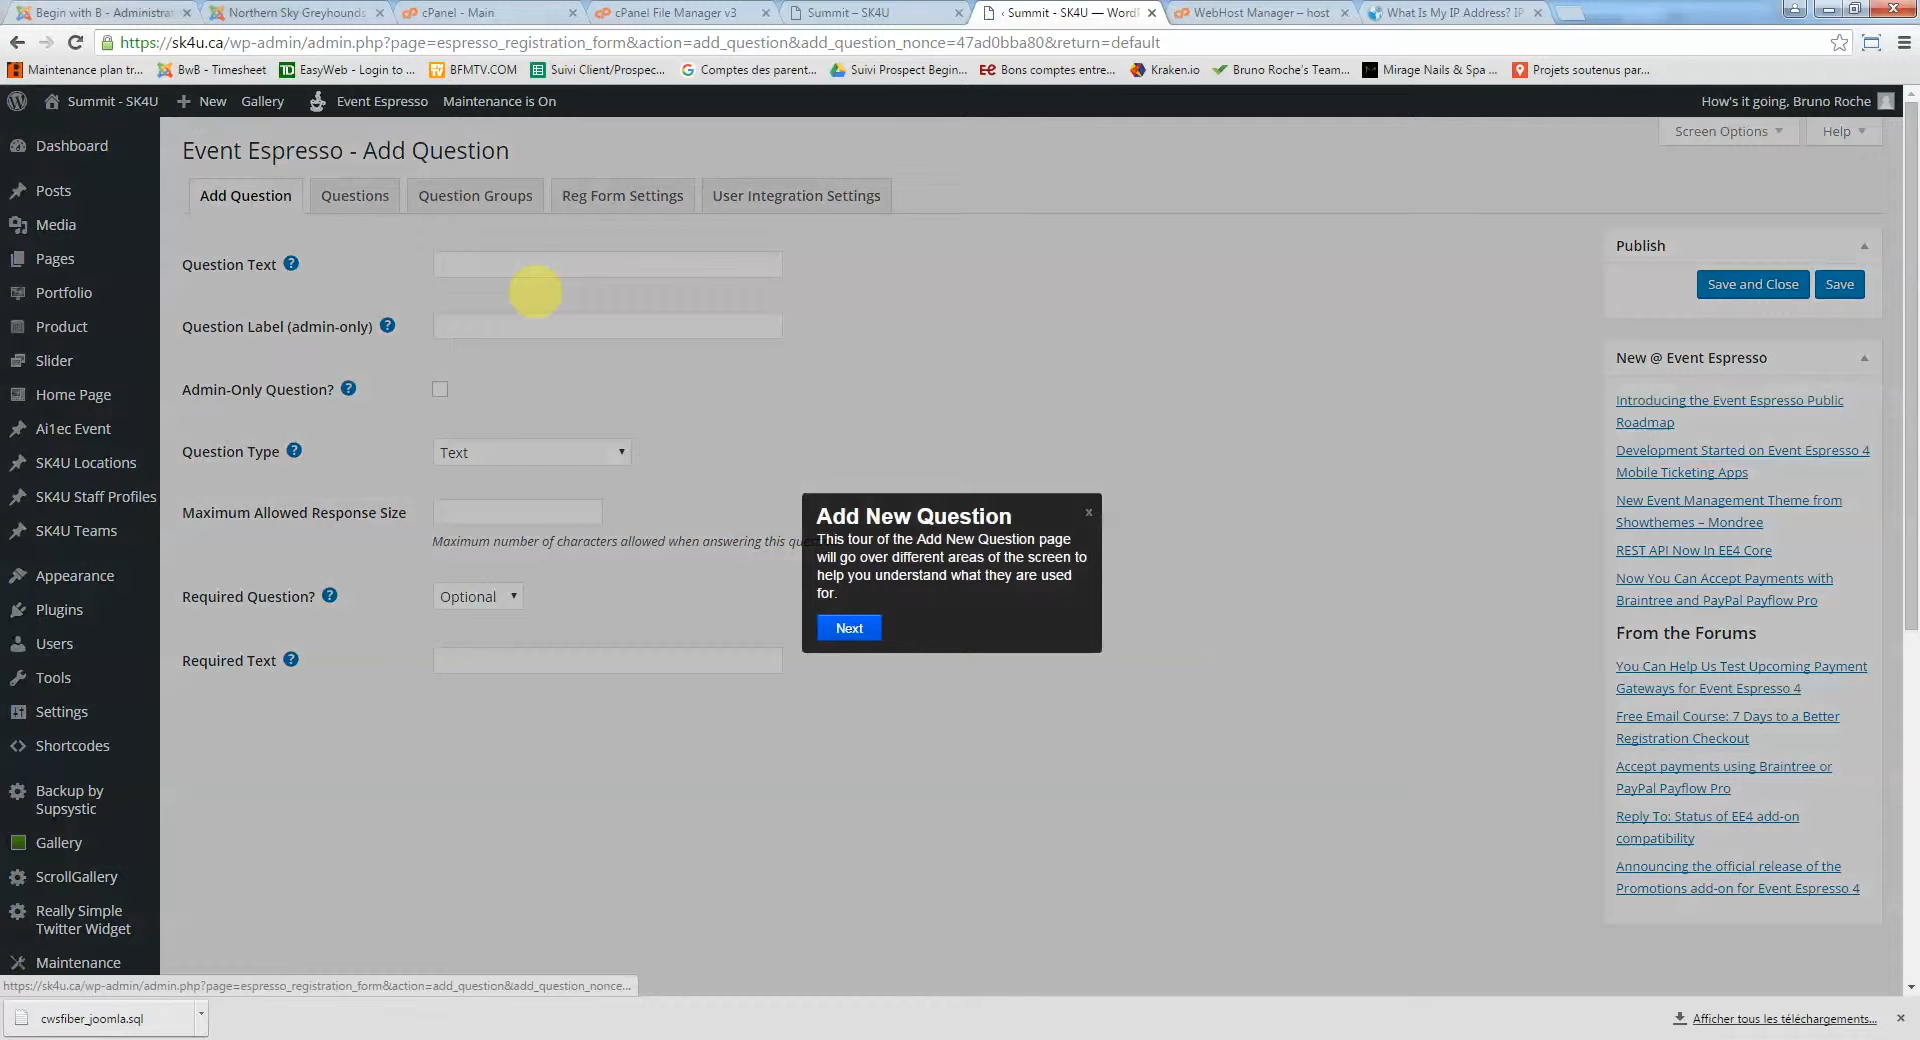 Begin with B - Administra
Northern Sky Greyhounds
cPanel - Main
cPanel File Manager v3
Summit – SK4U
‹ Summit - SK4U — WordP
WebHost Manager – host
What Is My IP Address? IP
https://sk4u.ca/wp-admin/admin.php?page=espresso_registration_form&action=add_question&add_question_nonce=47ad0bba80&return=default
Maintenance plan tr...
BwB - Timesheet
EasyWeb - Login to ...
BFMTV.COM
Suivi Client/Prospec...
Comptes des parent...
Suivi Prospect Begin...
Bons comptes entre...
Kraken.io
Bruno Roche's Team...
Mirage Nails & Spa ...
Projets soutenus par...
Summit - SK4U
New
Gallery
Event Espresso
Maintenance is On
How's it going, Bruno Roche
Screen Options
Help
Dashboard
Posts
Media
Pages
Portfolio
Product
Slider
Home Page
Ai1ec Event
SK4U Locations
SK4U Staff Profiles
SK4U Teams
Appearance
Plugins
Users
Tools
Settings
Shortcodes
Backup by
Supsystic
Gallery
ScrollGallery
Really Simple
Twitter Widget
Maintenance
Event Espresso - Add Question
Add Question
Questions
Question Groups
Reg Form Settings
User Integration Settings
Question Text
Question Label (admin-only)
Admin-Only Question?
Question Type
Text
Maximum Allowed Response Size
Maximum number of characters allowed when answering this
Required Question?
Optional
Required Text
Add New Question
x
This tour of the Add New Question page
will go over different areas of the screen to
help you understand what they are used
for.
Next
Publish
Save and Close
Save
New @ Event Espresso
Introducing the Event Espresso Public
Roadmap
Development Started on Event Espresso 4
Mobile Ticketing Apps
New Event Management Theme from
Showthemes – Mondree
REST API Now In EE4 Core
Now You Can Accept Payments with
Braintree and PayPal Payflow Pro
From the Forums
You Can Help Us Test Upcoming Payment
Gateways for Event Espresso 4
Free Email Course: 7 Days to a Better
Registration Checkout
Accept payments using Braintree or
PayPal Payflow Pro
Reply To: Status of EE4 add-on
compatibility
Announcing the official release of the
Promotions add-on for Event Espresso 4
https://sk4u.ca/wp-admin/admin.php?page=espresso_registration_form&action=add_question&add_question_nonce...
cwsfiber_joomla.sql
Afficher tous les téléchargements...